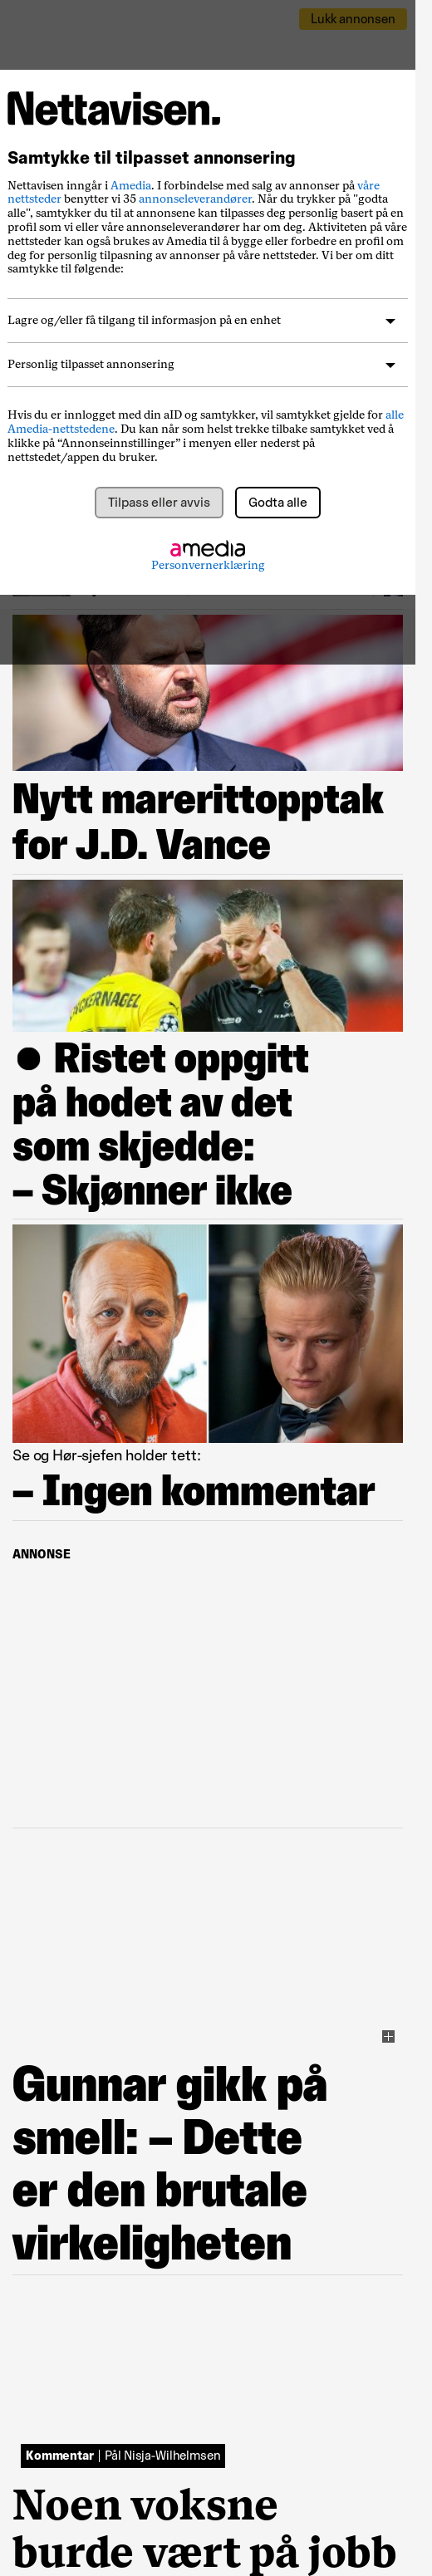 Lukk annonsen
Nettavisen.
Samtykke til tilpasset annonsering
Nettavisen inngår i Amedia. I forbindelse med salg av annonser på våre
nettsteder benytter vi 35 annonseleverandører. Når du trykker på "godta
alle", samtykker du til at annonsene kan tilpasses deg personlig basert på en
profil som vi eller våre annonseleverandører har om deg. Aktiviteten på våre
nettsteder kan også brukes av Amedia til å bygge eller forbedre en profil om
deg for personlig tilpasning av annonser på våre nettsteder. Vi ber om ditt
samtykke til følgende:
Lagre og/eller få tilgang til informasjon på en enhet
Personlig tilpasset annonsering
Hvis du er innlogget med din aID og samtykker, vil samtykket gjelde for alle
Amedia-nettstedene. Du kan når som helst trekke tilbake samtykket ved å
klikke på “Annonseinnstillinger” i menyen eller nederst på
nettstedet/appen du bruker.
Tilpass eller avvis
Godta alle
amedia
Personvernerklæring
Nytt marerittopptak
for J.D. Vance
ACKERNAGEL
● Ristet oppgitt
på hodet av det
som skjedde:
– Skjønner ikke
Se og Hør-sjefen holder tett:
– Ingen kommentar
ANNONSE
Gunnar gikk på
smell: – Dette
er den brutale
virkeligheten
Kommentar | Pål Nisja-Wilhelmsen
Noen voksne
burde vært på jobb